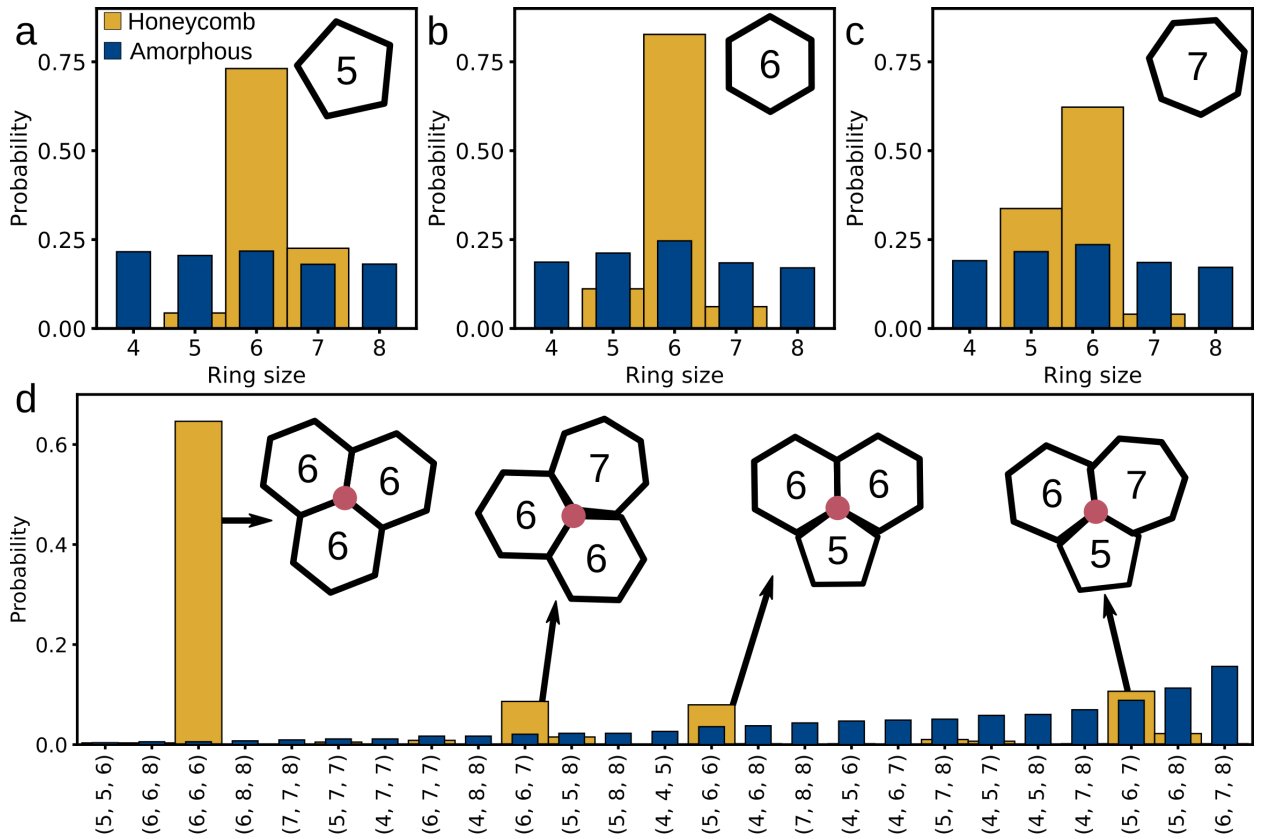 a
Honeycomb
Amorphous
5
Probability
0.75
0.50
0.25
0.00
4 5 6 7 8
Ring size
b
6
Probability
0.75
0.50
0.25
0.00
4 5 6 7 8
Ring size
c
7
Probability
0.75
0.50
0.25
0.00
4 5 6 7 8
Ring size
d
Probability
0.6
0.4
0.2
0.0
6 6
6
7
6
6
6 6
5
6 7
5
(5, 5, 6)
(6, 6, 8)
(6, 6, 6)
(6, 8, 8)
(7, 7, 8)
(5, 7, 7)
(4, 7, 7)
(6, 7, 7)
(4, 8, 8)
(6, 6, 7)
(5, 5, 8)
(5, 8, 8)
(4, 4, 5)
(5, 6, 6)
(4, 6, 8)
(7, 8, 8)
(4, 5, 6)
(4, 6, 7)
(5, 7, 8)
(4, 5, 7)
(4, 5, 8)
(4, 7, 8)
(5, 6, 7)
(5, 6, 8)
(6, 7, 8)